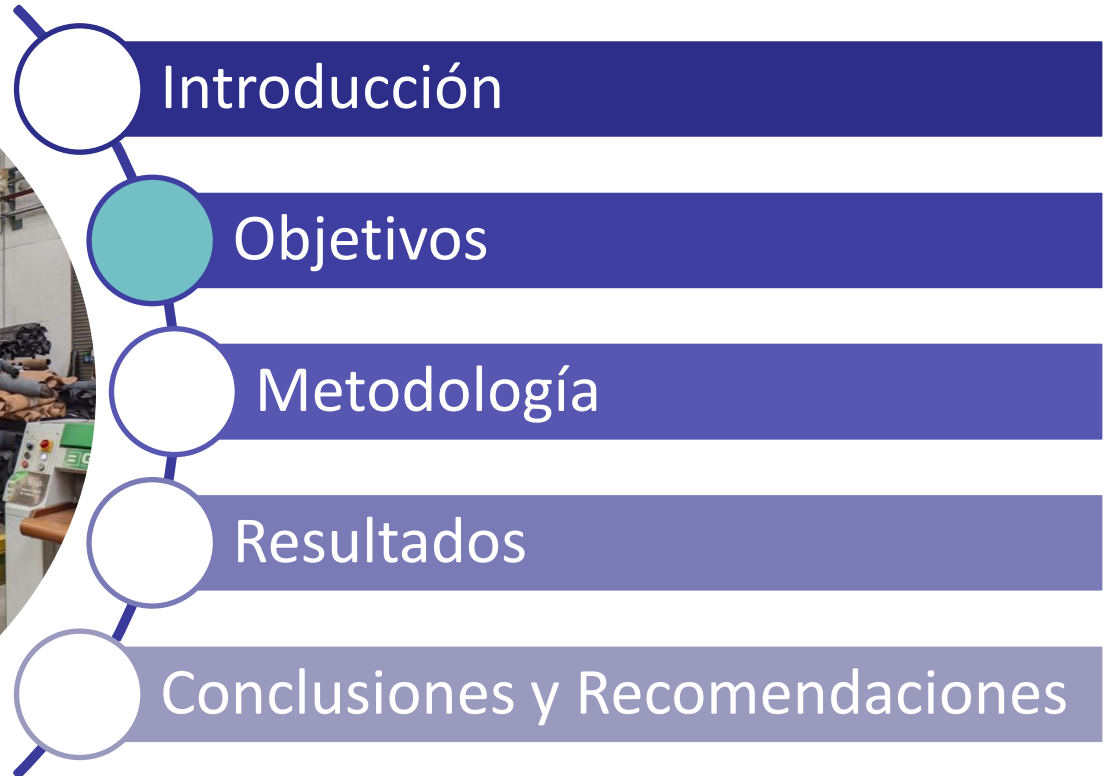 Introducción
Objetivos
Metodología
Resultados
Conclusiones y Recomendaciones